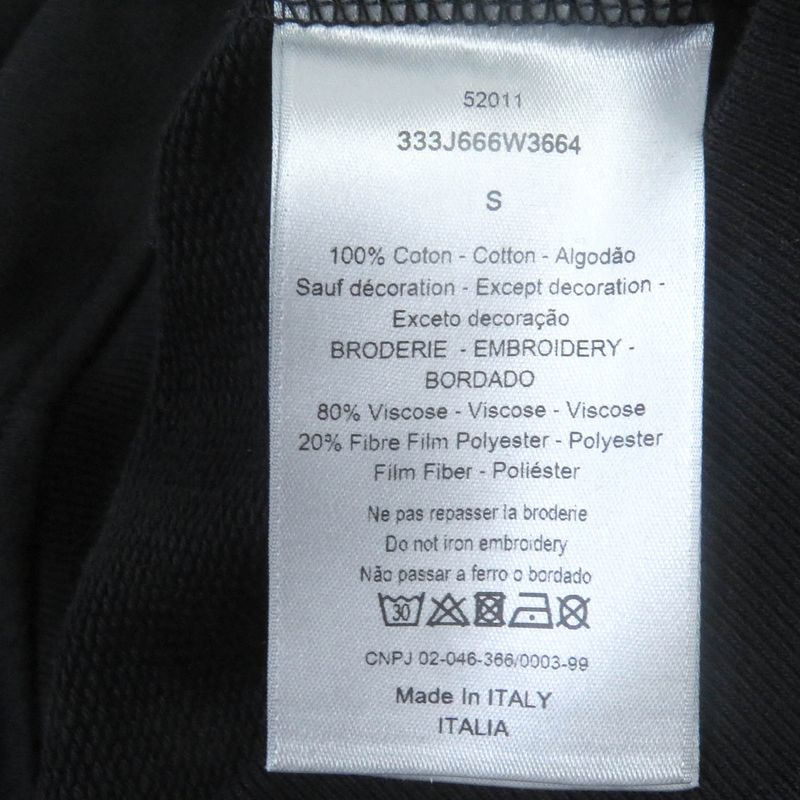 52011
333J666W3664
S
100% Coton - Cotton - Algodão
Sauf décoration - Except decoration -
Exceto decoração
BRODERIE - EMBROIDERY -
BORDADO
80% Viscose - Viscose - Viscose
20% Fibre Film Polyester - Polyester
Film Fiber - Poliéster
Ne pas repasser la broderie
Do not iron embroidery
Não passar a ferro o bordado
30
CNPJ 02-046-366/0003-99
Made In ITALY
ITALIA